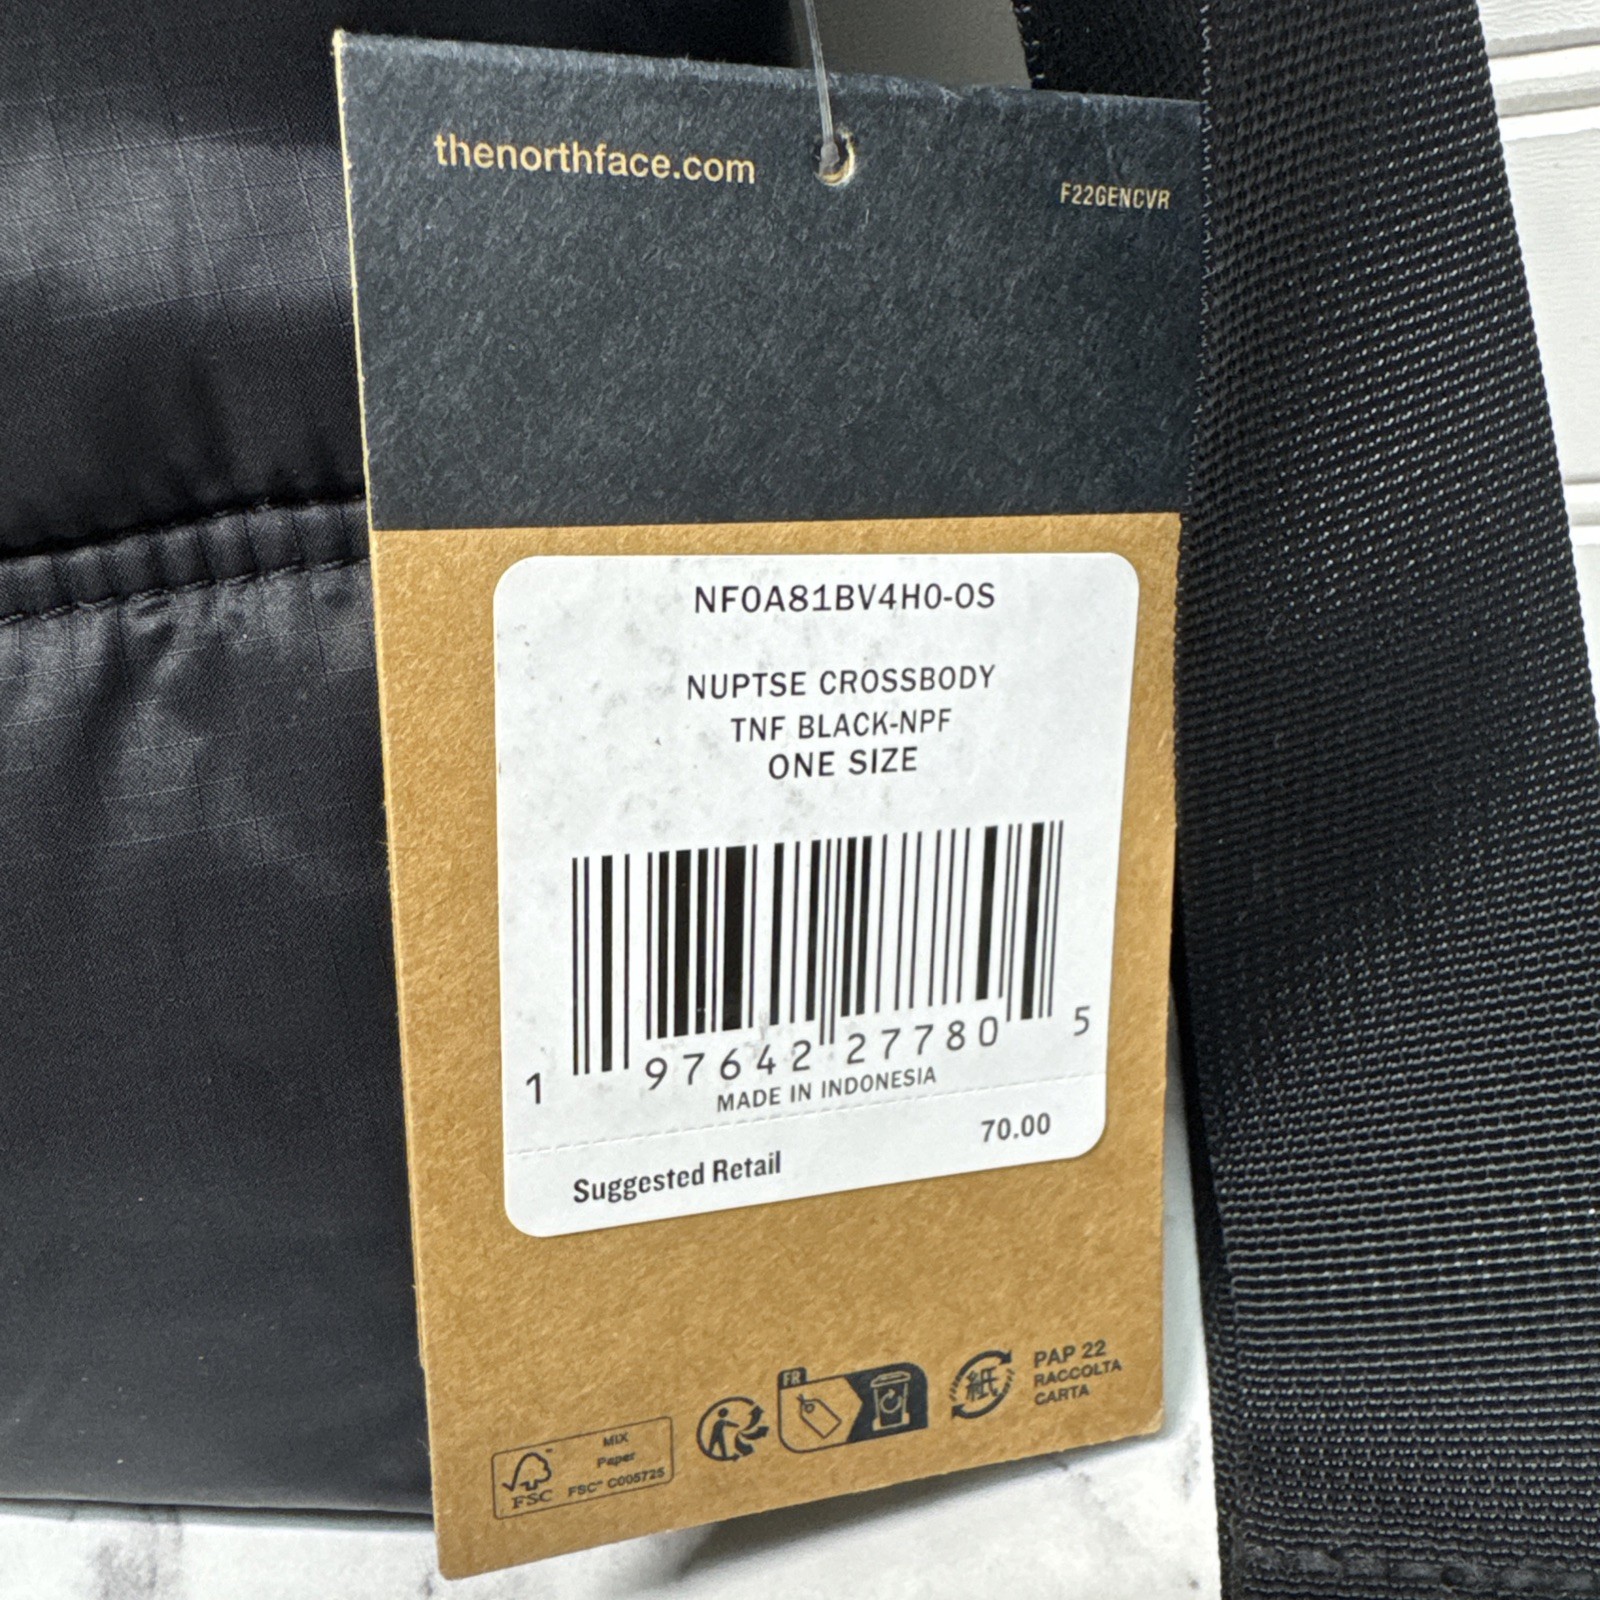 thenorthface.com
F22GENCVR
NF0A81BV4H0-OS
NUPTSE CROSSBODY
TNF BLACK-NPF
ONE SIZE
1 97642 27780 5
MADE IN INDONESIA
Suggested Retail 70.00
FR
紙
PAP 22
RACCOLTA
CARTA
FSC
MIX
Paper
FSC™ C005725